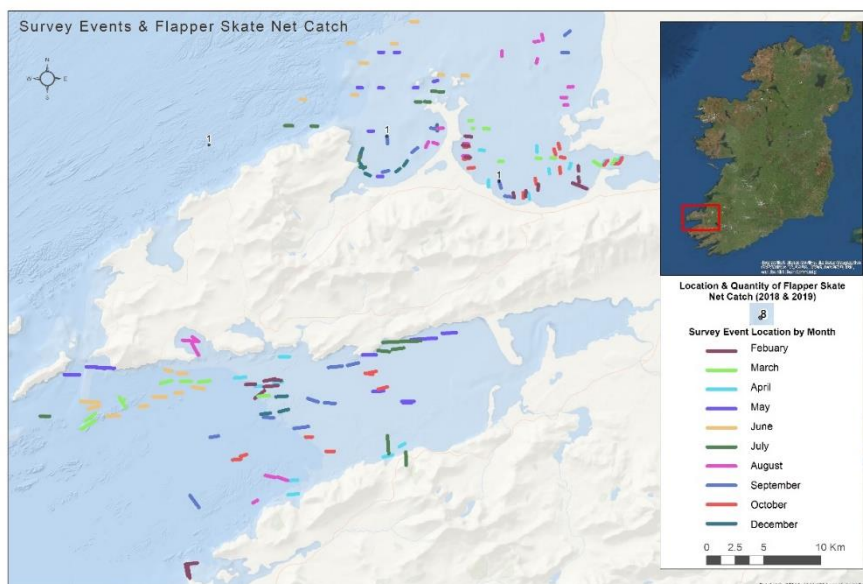 Survey Events & Flapper Skate Net Catch
N
W E
S
1
1
1
Location & Quantity of Flapper Skate
Net Catch (2018 & 2019)
8
Survey Event Location by Month
Febuary
March
April
May
June
July
August
September
October
December
0 2.5 5 10 Km